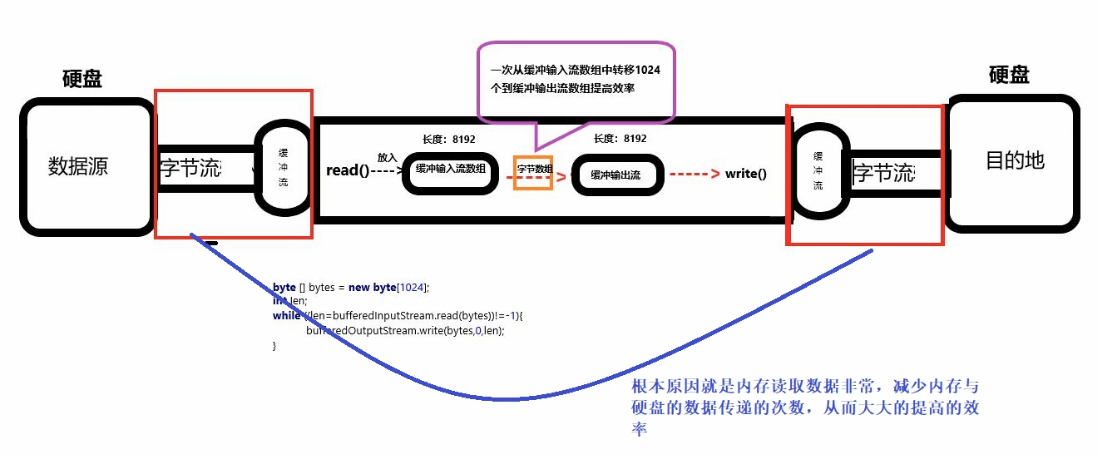 一次从缓冲输入流数组中转移1024
个到缓冲输出流数组提高效率
硬盘
硬盘
数据源
字节流
缓冲流
read()
放入
长度：8192
缓冲输入流数组
字节数组
长度：8192
缓冲输出流
write()
缓冲流
字节流
目的地
byte [] bytes = new byte[1024];
int len;
while ((len=bufferedInputStream.read(bytes))!=-1){
bufferedOutputStream.write(bytes,0,len);
}
根本原因就是内存读取数据非常，减少内存与
硬盘的数据传递的次数，从而大大的提高的效
率